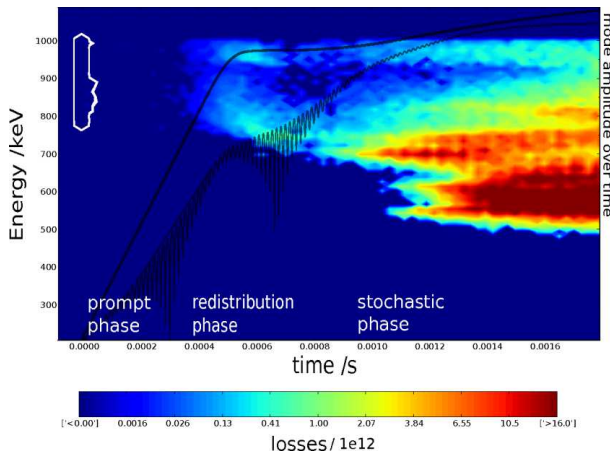 1000
900
800
700
600
500
400
300
Energy /keV
mode amplitude over time
prompt
phase
redistribution
phase
stochastic
phase
0.0000 0.0002 0.0004 0.0006 0.0008 0.0010 0.0012 0.0014 0.0016
time /s
['<0.001] 0.0016 0.026 0.13 0.41 1.00 2.07 3.84 6.55 10.5 ['>16.0']
losses / 1e12